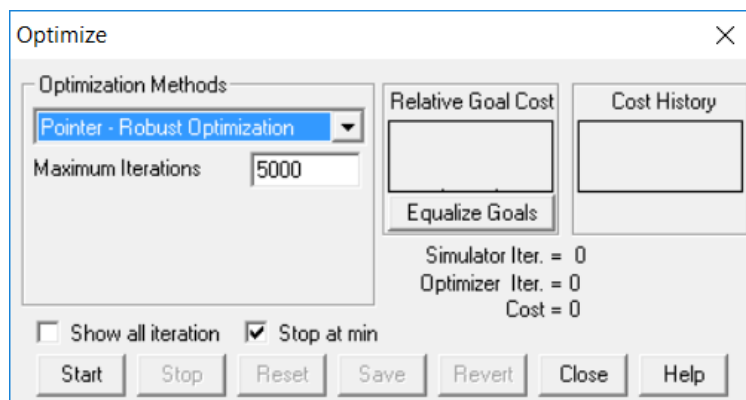 Optimize
Optimization Methods
Pointer - Robust Optimization
Maximum Iterations 5000
Relative Goal Cost
Equalize Goals
Cost History
Simulator Iter. = 0
Optimizer Iter. = 0
Cost = 0
Show all iteration Stop at min
Start Stop Reset Save Revert Close Help